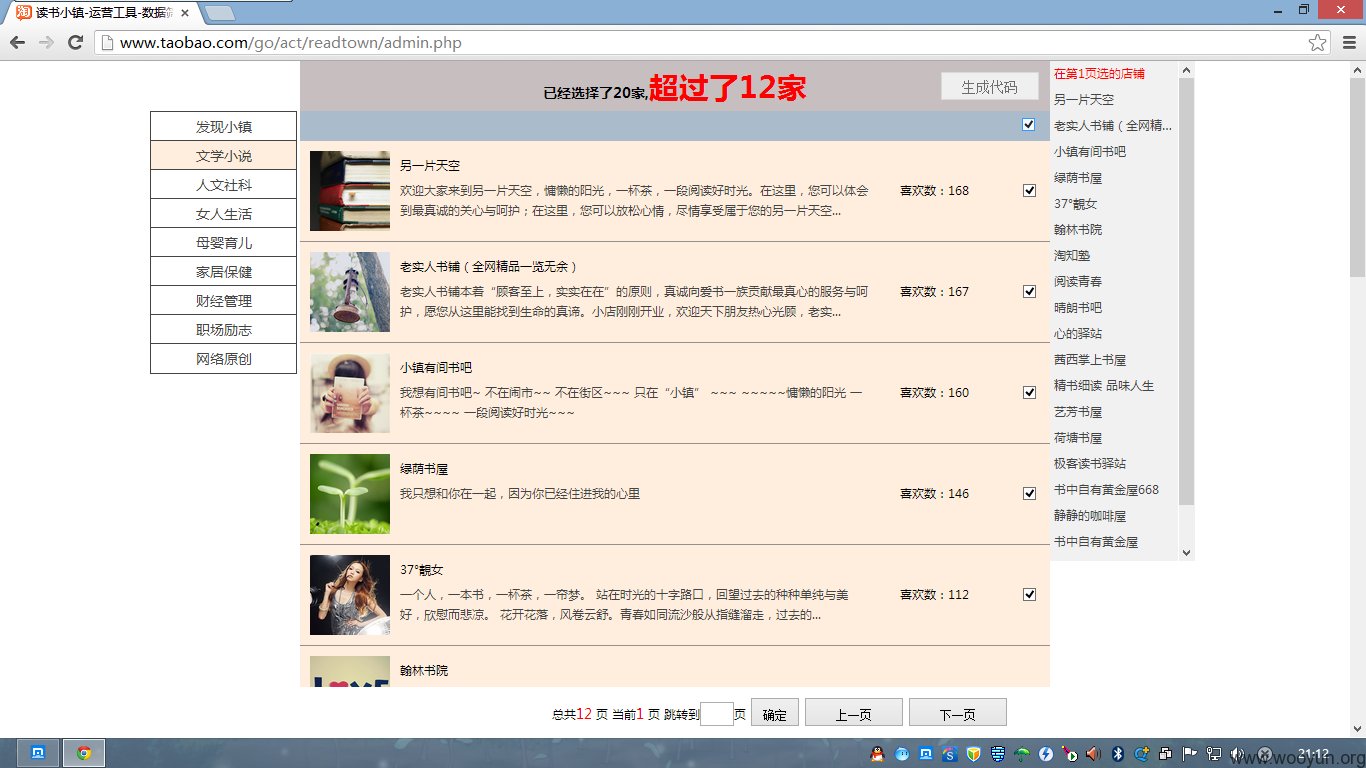 读书小镇-运营工具-数据
www.taobao.com/go/act/readtown/admin.php
已经选择了20家,超过了12家
生成代码
发现小镇
文学小说
人文社科
女人生活
母婴育儿
家居保健
财经管理
职场励志
网络原创
另一片天空
欢迎大家来到另一片天空，慵懒的阳光，一杯茶，一段阅读好时光。在这里，您可以体会
到最真诚的关心与呵护；在这里，您可以放松心情，尽情享受属于您的另一片天空...
喜欢数：168
老实人书铺（全网精品一览无余）
老实人书铺本着“顾客至上，实实在在”的原则，真诚向爱书一族贡献最真心的服务与呵
护，愿您从这里能找到生命的真谛。小店刚刚开业，欢迎天下朋友热心光顾，老实...
喜欢数：167
小镇有间书吧
我想有间书吧~ 不在闹市~~ 不在街区~~~ 只在“小镇” ~~~ ~~~~~慵懒的阳光 一
杯茶~~~~ 一段阅读好时光~~~
喜欢数：160
绿荫书屋
我只想和你在一起，因为你已经住进我的心里
喜欢数：146
37°靓女
一个人，一本书，一杯茶，一帘梦。 站在时光的十字路口，回望过去的种种单纯与美
好，欣慰而悲凉。 花开花落，风卷云舒。青春如同流沙般从指缝溜走，过去的...
喜欢数：112
翰林书院
在第1页选的店铺
另一片天空
老实人书铺（全网精...
小镇有间书吧
绿荫书屋
37°靓女
翰林书院
淘知塾
阅读青春
晴朗书吧
心的驿站
茜西掌上书屋
精书细读 品味人生
艺芳书屋
荷塘书屋
极客读书驿站
书中自有黄金屋668
静静的咖啡屋
书中自有黄金屋
总共12 页 当前1 页 跳转到 页 确定 上一页 下一页
21:12
www.wooyun.org